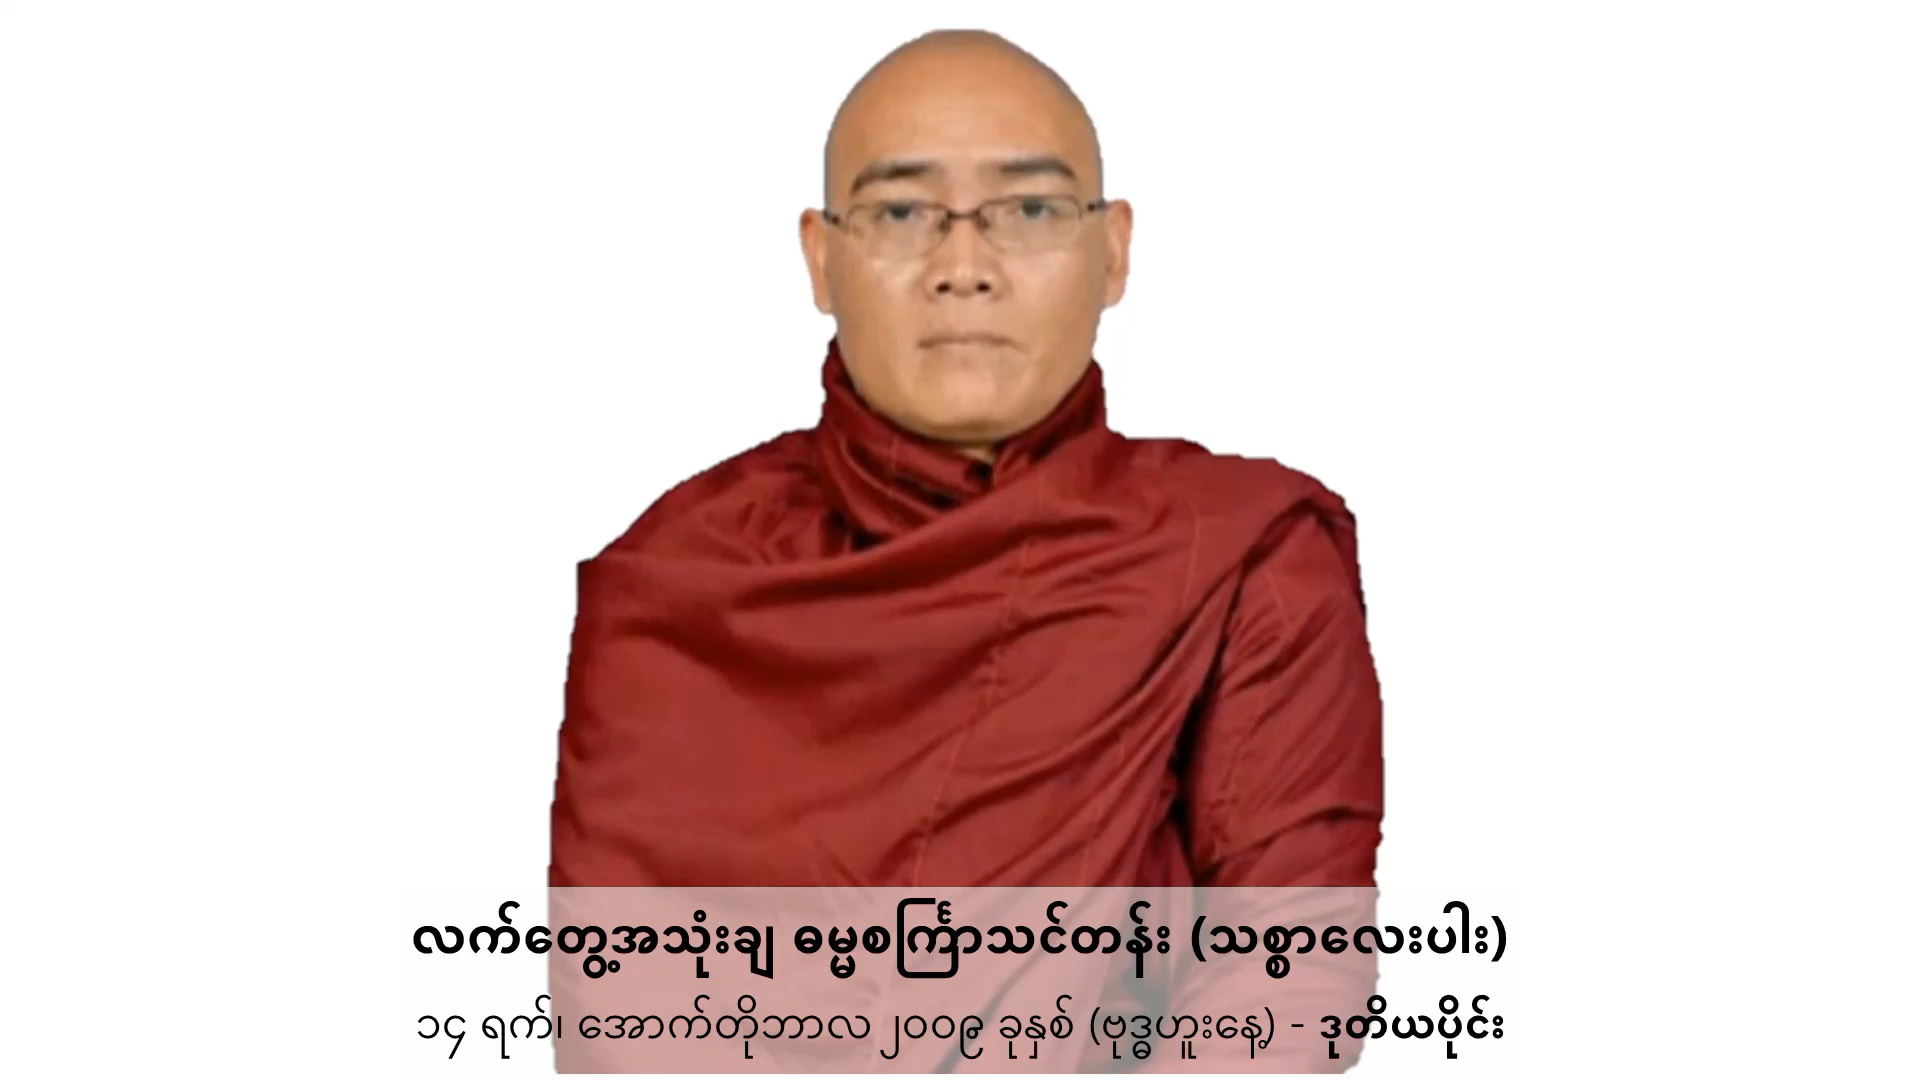 လက်တွေ့အသုံးချ ဓမ္မစင်္ကြာသင်တန်း (သစ္စာလေးပါး)
၁၄ ရက်၊ အောက်တိုဘာလ ၂၀၀၉ ခုနှစ် (ဗုဒ္ဓဟူးနေ့) - ဒုတိယပိုင်း